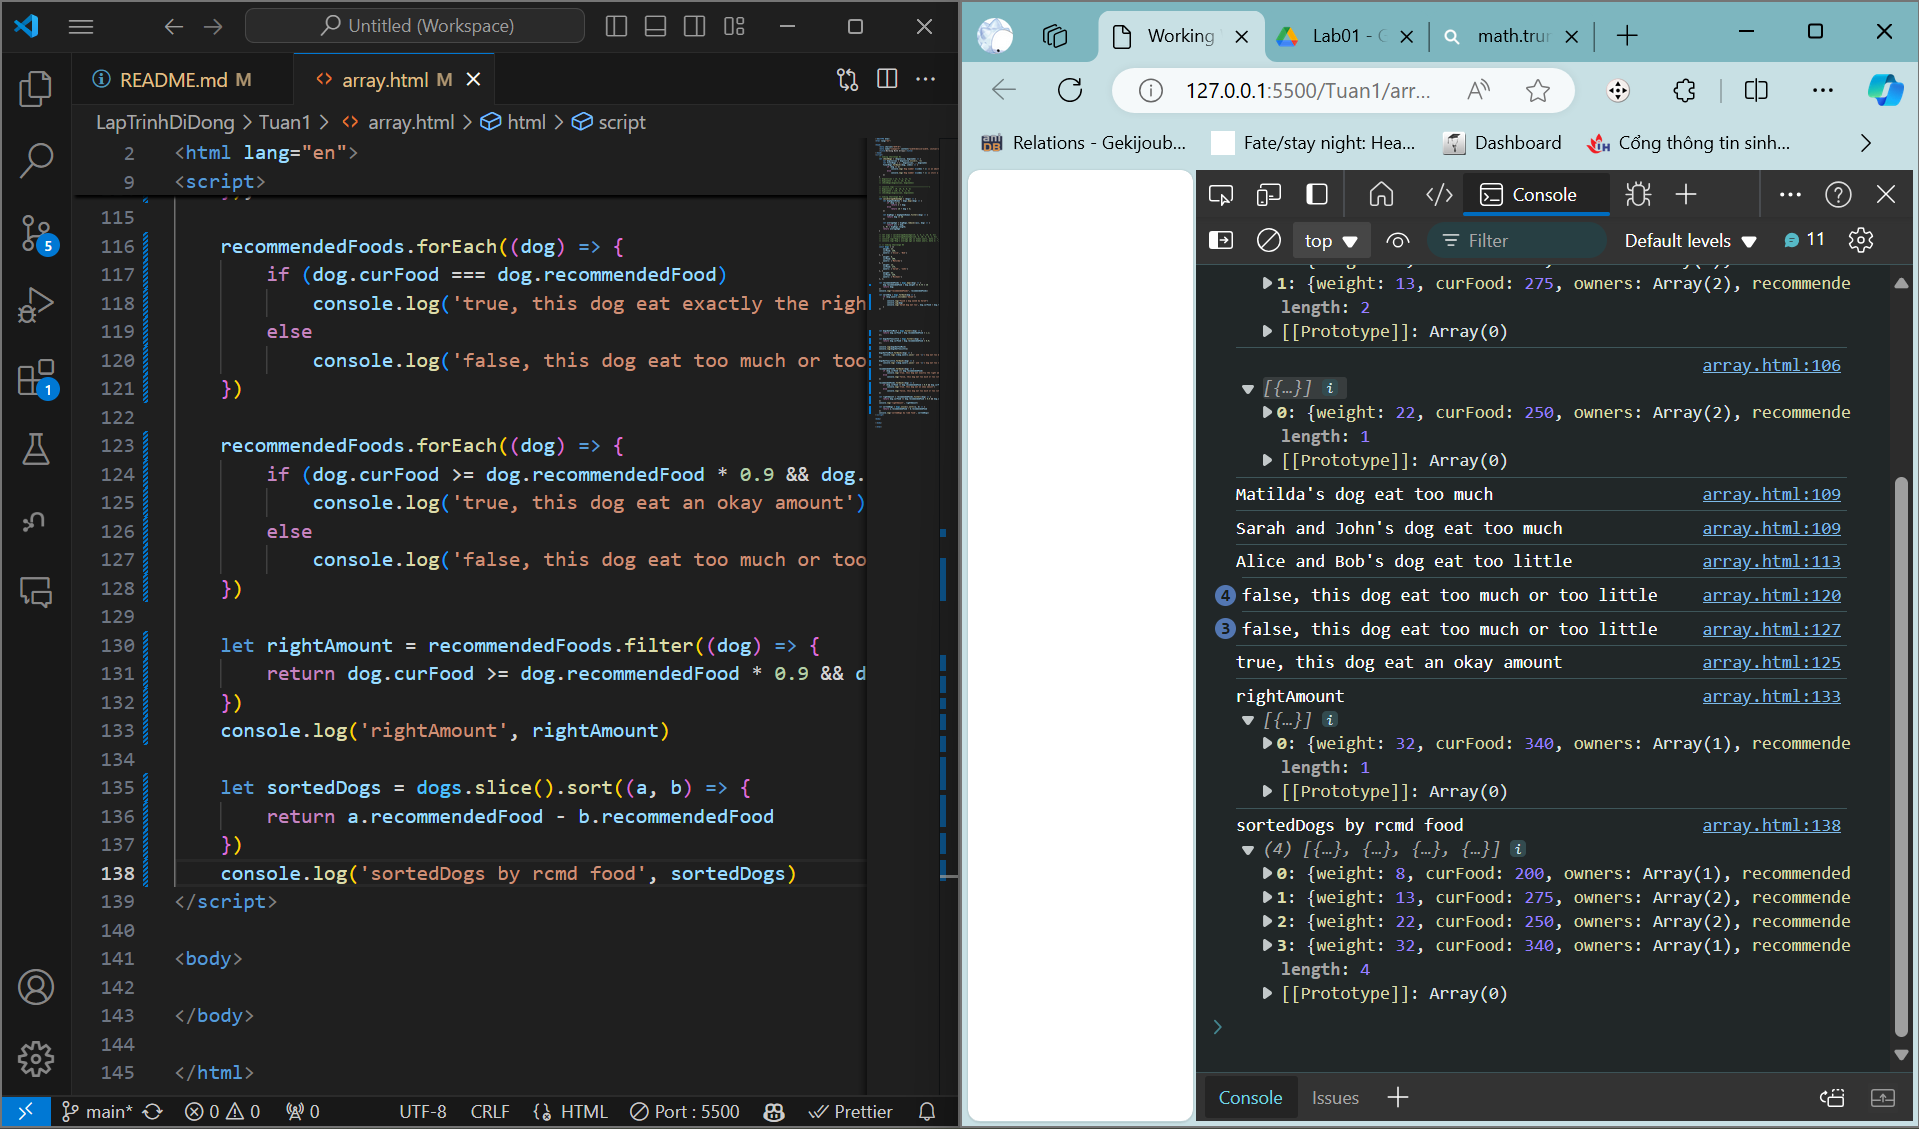 Untitled (Workspace)
README.md M
array.html M
LapTrinhDiDong > Tuan1 > array.html > html > script
2 <html lang="en">
9 <script>
115
116 recommendedFoods.forEach((dog) => {
117 if (dog.curFood === dog.recommendedFood)
118 console.log('true, this dog eat exactly the righ
119 else
120 console.log('false, this dog eat too much or too
121 })
122
123 recommendedFoods.forEach((dog) => {
124 if (dog.curFood >= dog.recommendedFood * 0.9 && dog.
125 console.log('true, this dog eat an okay amount')
126 else
127 console.log('false, this dog eat too much or too
128 })
129
130 let rightAmount = recommendedFoods.filter((dog) => {
131 return dog.curFood >= dog.recommendedFood * 0.9 && d
132 })
133 console.log('rightAmount', rightAmount)
134
135 let sortedDogs = dogs.slice().sort((a, b) => {
136 return a.recommendedFood - b.recommendedFood
137 })
138 console.log('sortedDogs by rcmd food', sortedDogs)
139 </script>
140
141 <body>
142
143 </body>
144
145 </html>
5
1
main* 0 0 0 UTF-8 CRLF HTML Port : 5500 Prettier
Working
Lab01 - G
math.trun
127.0.0.1:5500/Tuan1/arr...
Relations - Gekijoub...
Fate/stay night: Hea...
Dashboard
Cổng thông tin sinh...
Console
top
Filter
Default levels
11
1: {weight: 13, curFood: 275, owners: Array(2), recommende
length: 2
[[Prototype]]: Array(0)
array.html:106
[{…}] i
0: {weight: 22, curFood: 250, owners: Array(2), recommende
length: 1
[[Prototype]]: Array(0)
Matilda's dog eat too much array.html:109
Sarah and John's dog eat too much array.html:109
Alice and Bob's dog eat too little array.html:113
4 false, this dog eat too much or too little array.html:120
3 false, this dog eat too much or too little array.html:127
true, this dog eat an okay amount array.html:125
rightAmount array.html:133
[{…}] i
0: {weight: 32, curFood: 340, owners: Array(1), recommende
length: 1
[[Prototype]]: Array(0)
sortedDogs by rcmd food array.html:138
(4) [{…}, {…}, {…}, {…}] i
0: {weight: 8, curFood: 200, owners: Array(1), recommended
1: {weight: 13, curFood: 275, owners: Array(2), recommende
2: {weight: 22, curFood: 250, owners: Array(2), recommende
3: {weight: 32, curFood: 340, owners: Array(1), recommende
length: 4
[[Prototype]]: Array(0)
Console
Issues